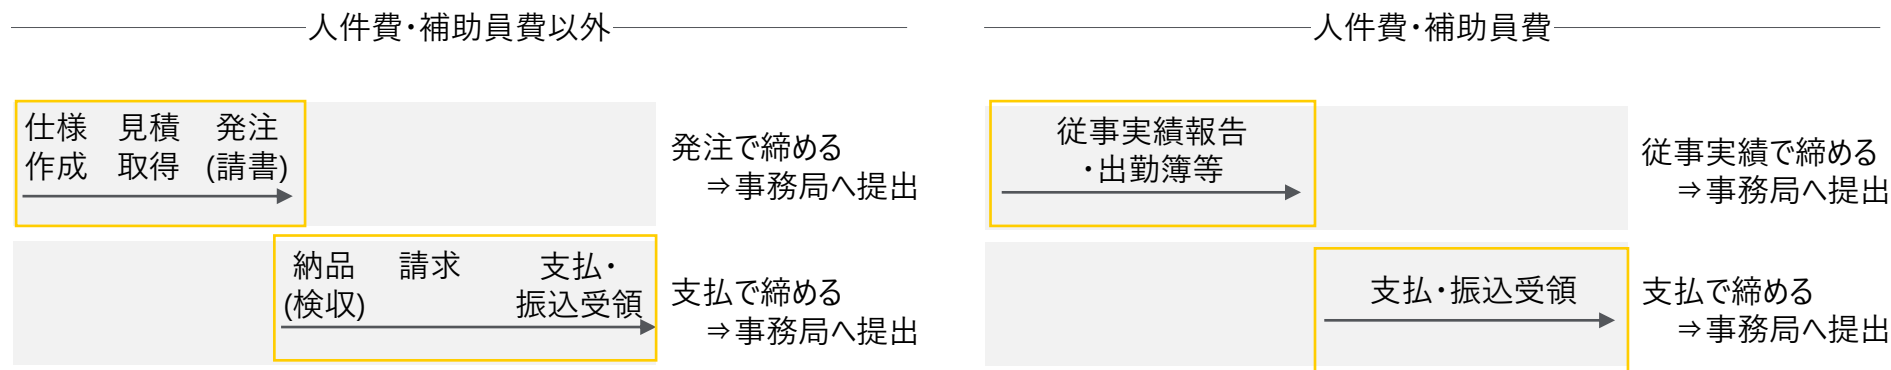 人件費・補助員費以外
仕様 見積 発注
作成 取得 (請書)
発注で締める
⇒事務局へ提出
納品 請求 支払・
(検収) 振込受領
支払で締める
⇒事務局へ提出
人件費・補助員費
従事実績報告
・出勤簿等
従事実績で締める
⇒事務局へ提出
支払・振込受領
支払で締める
⇒事務局へ提出